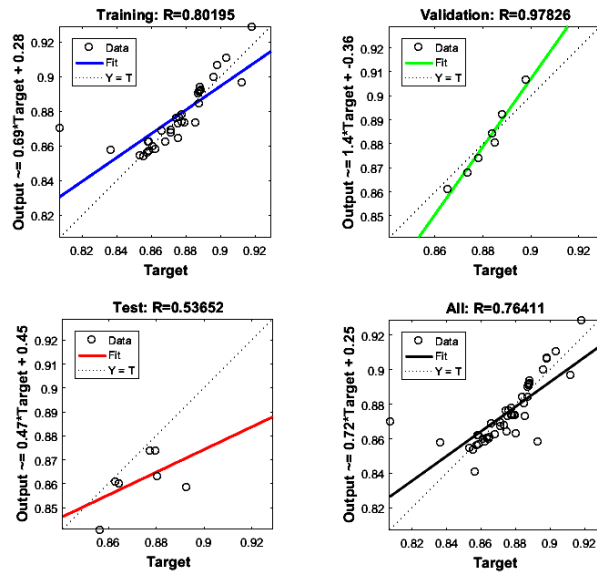 Training: R=0.80195
Output ~= 0.69*Target + 0.28
0.92
0.9
0.88
0.86
0.84
0.82
Data
Fit
Y = T
0.82 0.84 0.86 0.88 0.9 0.92
Target
Validation: R=0.97826
Output ~= 1.4*Target + -0.36
0.92
0.91
0.9
0.89
0.88
0.87
0.86
0.85
Data
Fit
Y = T
0.86 0.88 0.9 0.92
Target
Test: R=0.53652
Output ~= 0.47*Target + 0.45
0.92
0.91
0.9
0.89
0.88
0.87
0.86
0.85
Data
Fit
Y = T
0.86 0.88 0.9 0.92
Target
All: R=0.76411
Output ~= 0.72*Target + 0.25
0.92
0.9
0.88
0.86
0.84
0.82
Data
Fit
Y = T
0.82 0.84 0.86 0.88 0.9 0.92
Target